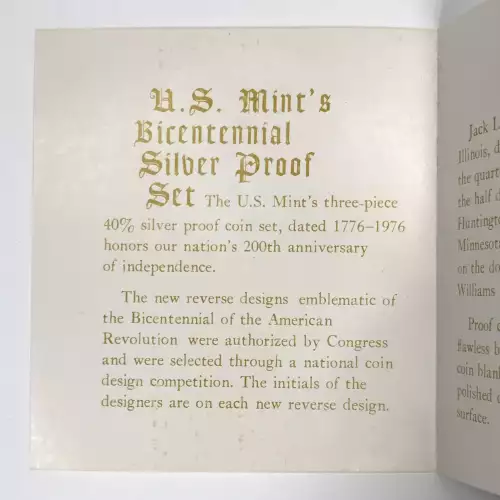 U.S. Mint's
Bicentennial
Silver Proof
Set The U.S. Mint's three-piece
40% silver proof coin set, dated 1776-1976
honors our nation's 200th anniversary
of independence.
The new reverse designs emblematic of
the Bicentennial of the American
Revolution were authorized by Congress
and were selected through a national coin
design competition. The initials of the
designers are on each new reverse design.
Jack L.
Illinois, d
the quart
the half d
Huntingt
Minnesota
on the do
Williams
Proof c
flawless b
coin blank
polished d
surface.